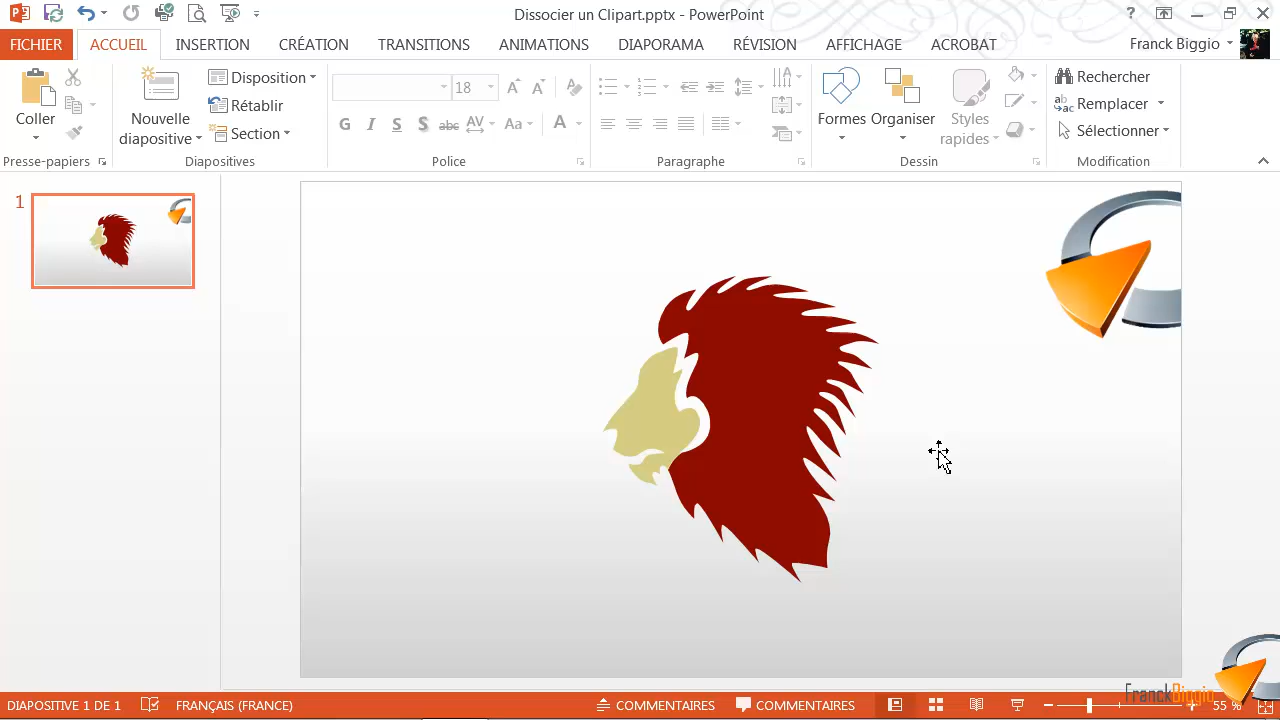 Dissocier un Clipart.pptx - PowerPoint
?
FICHIER ACCUEIL INSERTION CRÉATION TRANSITIONS ANIMATIONS DIAPORAMA RÉVISION AFFICHAGE ACROBAT Franck Biggio
Coller
Presse-papiers
Nouvelle
diapositive
Disposition
Rétablir
Section
Diapositives
18
G I S S abc AV Aa A
Police
Paragraphe
Formes
Organiser
Styles
rapides
Dessin
Rechercher
Remplacer
Sélectionner
Modification
1
FranckBiggio
DIAPOSITIVE 1 DE 1 FRANÇAIS (FRANCE) COMMENTAIRES COMMENTAIRES 55 %